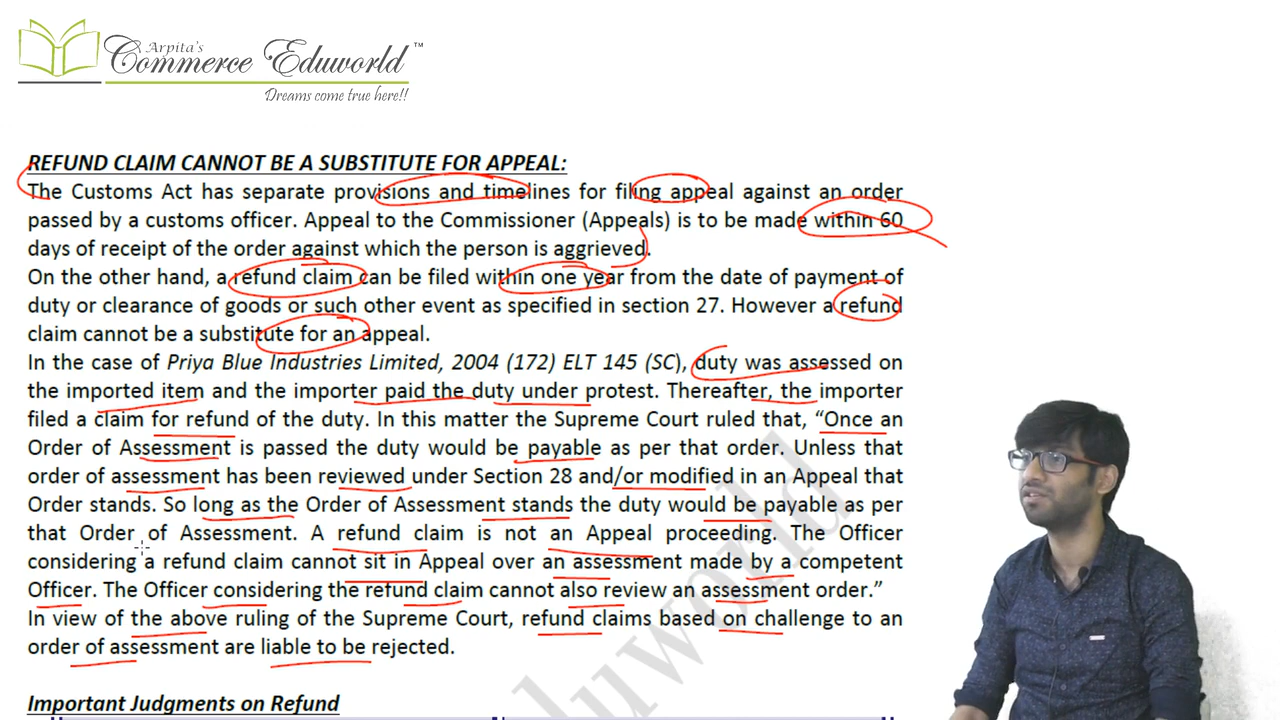 Arpita's
Commerce Eduworld™
Dreams come true here!!
REFUND CLAIM CANNOT BE A SUBSTITUTE FOR APPEAL:
The Customs Act has separate provisions and timelines for filing appeal against an order
passed by a customs officer. Appeal to the Commissioner (Appeals) is to be made within 60
days of receipt of the order against which the person is aggrieved.
On the other hand, a refund claim can be filed within one year from the date of payment of
duty or clearance of goods or such other event as specified in section 27. However a refund
claim cannot be a substitute for an appeal.
In the case of Priya Blue Industries Limited, 2004 (172) ELT 145 (SC), duty was assessed on
the imported item and the importer paid the duty under protest. Thereafter, the importer
filed a claim for refund of the duty. In this matter the Supreme Court ruled that, “Once an
Order of Assessment is passed the duty would be payable as per that order. Unless that
order of assessment has been reviewed under Section 28 and/or modified in an Appeal that
Order stands. So long as the Order of Assessment stands the duty would be payable as per
that Order of Assessment. A refund claim is not an Appeal proceeding. The Officer
considering a refund claim cannot sit in Appeal over an assessment made by a competent
Officer. The Officer considering the refund claim cannot also review an assessment order.”
In view of the above ruling of the Supreme Court, refund claims based on challenge to an
order of assessment are liable to be rejected.
Important Judgments on Refund